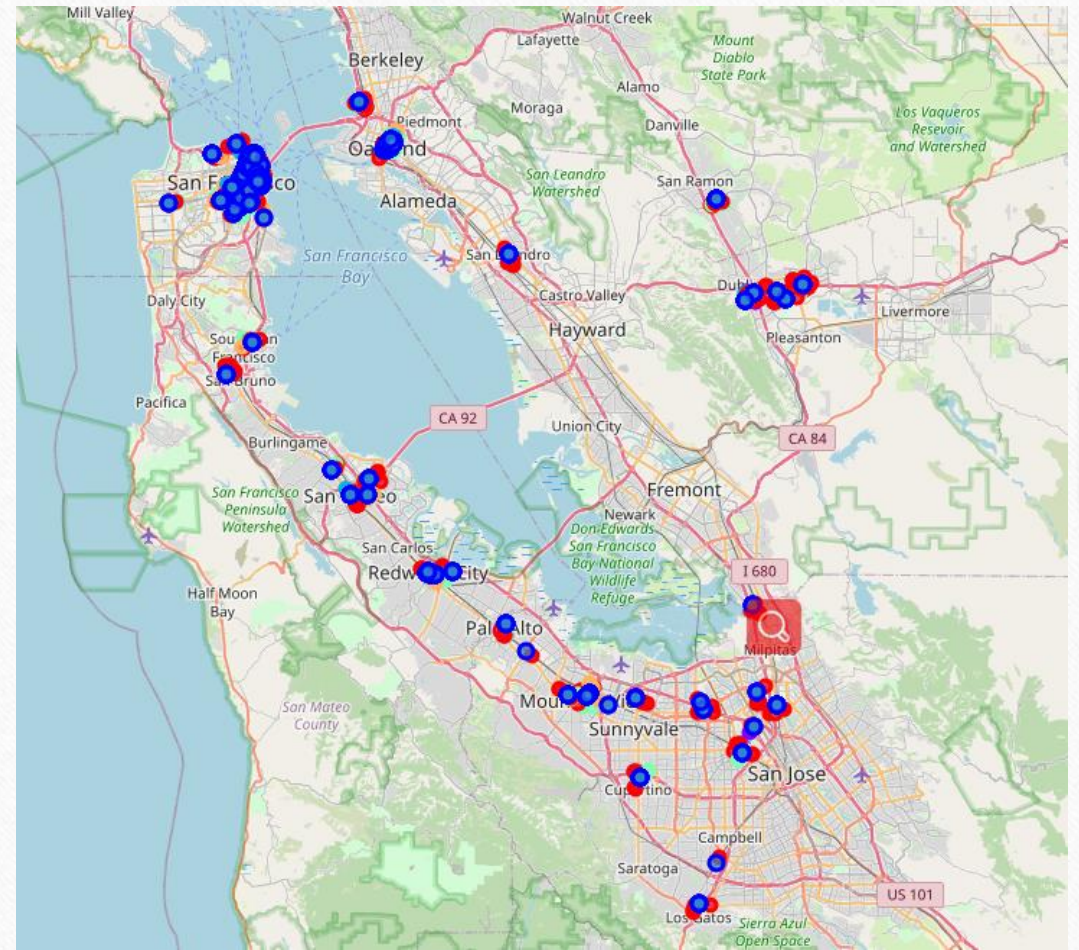 Mill Valley
Walnut Creek
Lafayette
Berkeley
Mount
Diablo
State Park
Alamo
Moraga
Los Vaqueros
Resevoir
and Watershed
Piedmont
Danville
San Leandro
Watershed
San Ramon
Alameda
San Francisco
Bay
Castro Valley
Daly City
Livermore
Hayward
Francisco
Pleasanton
Pacifica
CA 92
Union City
CA 84
Burlingame
San Francisco
Peninsula
Watershed
Fremont
Newark
Don Edwards
San Francisco
Bay National
Wildlife
Refuge
San Carlos
I 680
Half Moon
Bay
Milpitas
San Mateo
County
Sunnyvale
San Jose
Campbell
Saratoga
US 101
Sierra Azul
Open Space